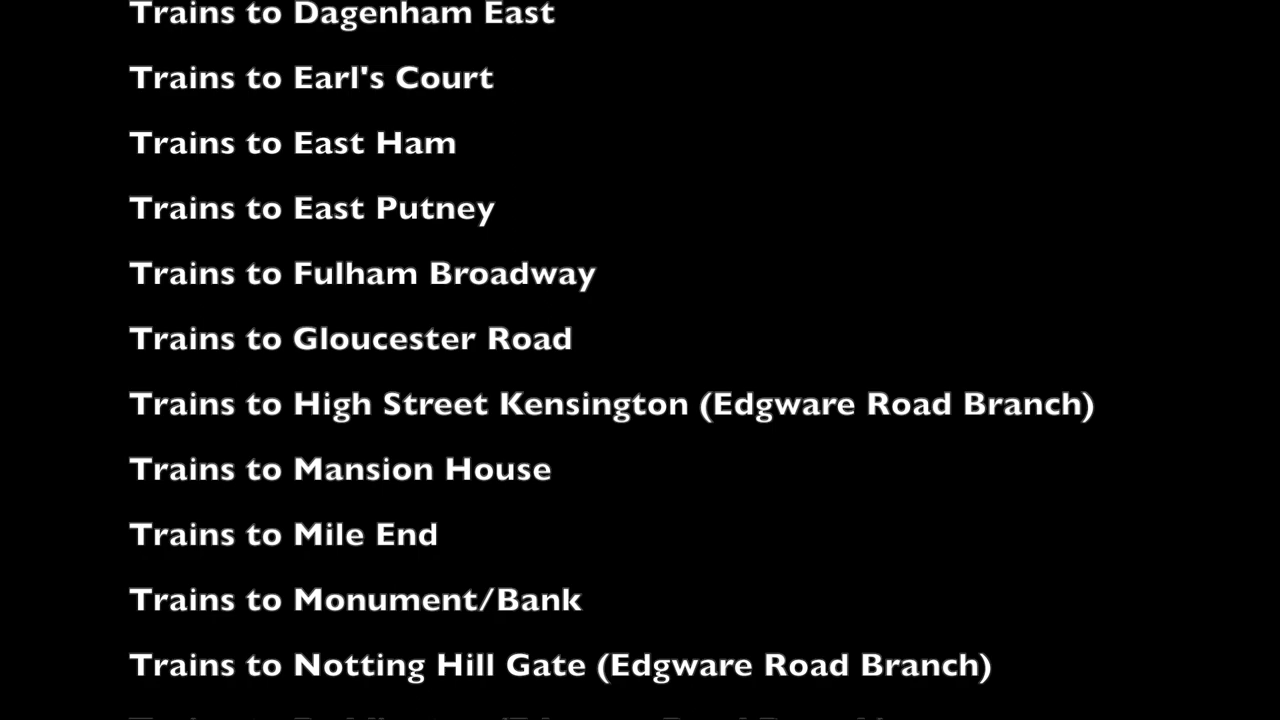 Trains to Dagenham East
Trains to Earl's Court
Trains to East Ham
Trains to East Putney
Trains to Fulham Broadway
Trains to Gloucester Road
Trains to High Street Kensington (Edgware Road Branch)
Trains to Mansion House
Trains to Mile End
Trains to Monument/Bank
Trains to Notting Hill Gate (Edgware Road Branch)